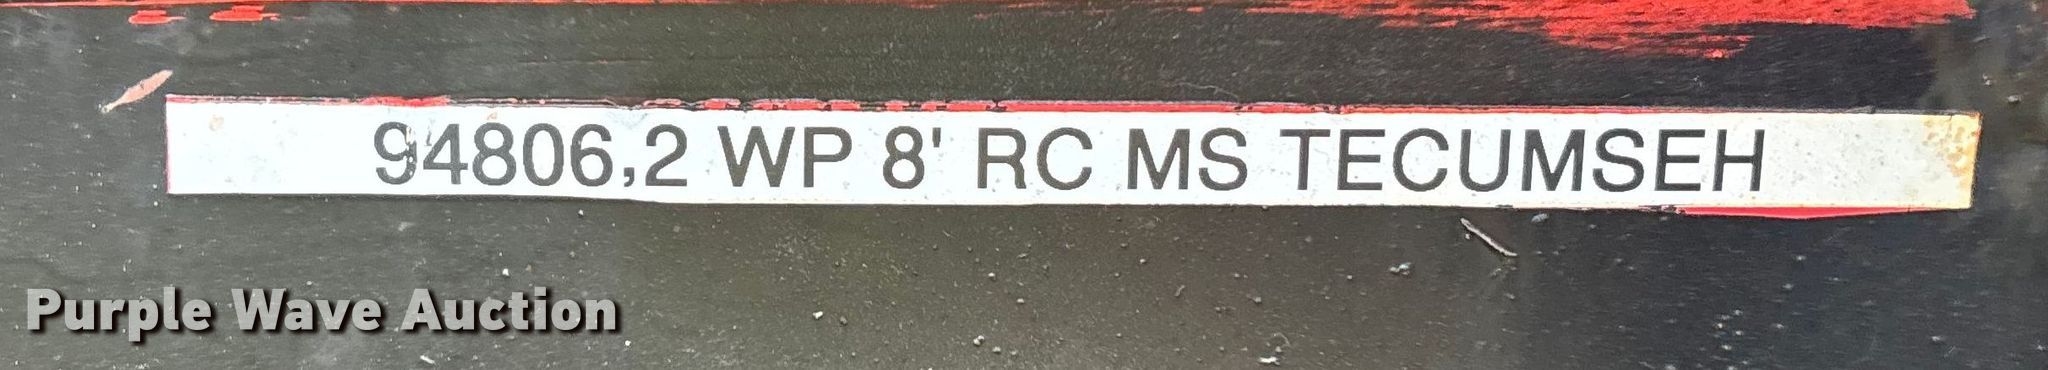 94806,2 WP 8' RC MS TECUMSEH
Purple Wave Auction